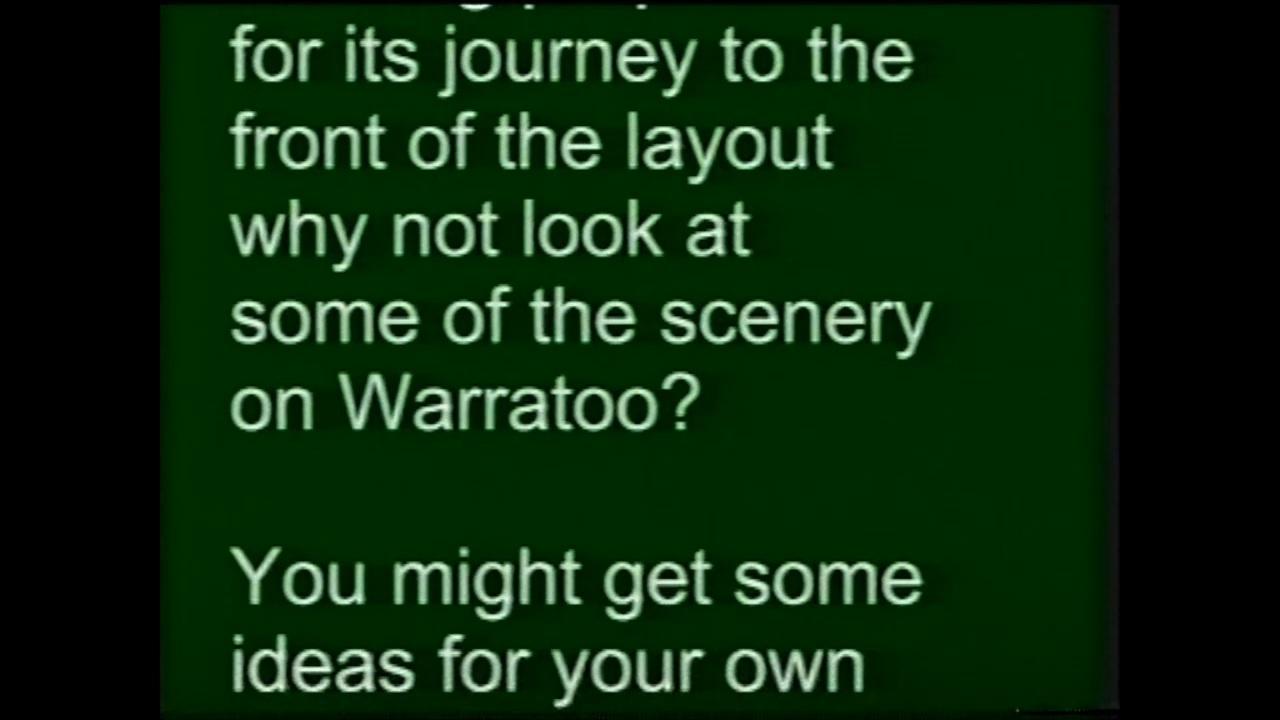 for its journey to the
front of the layout
why not look at
some of the scenery
on Warratoo?
You might get some
ideas for your own